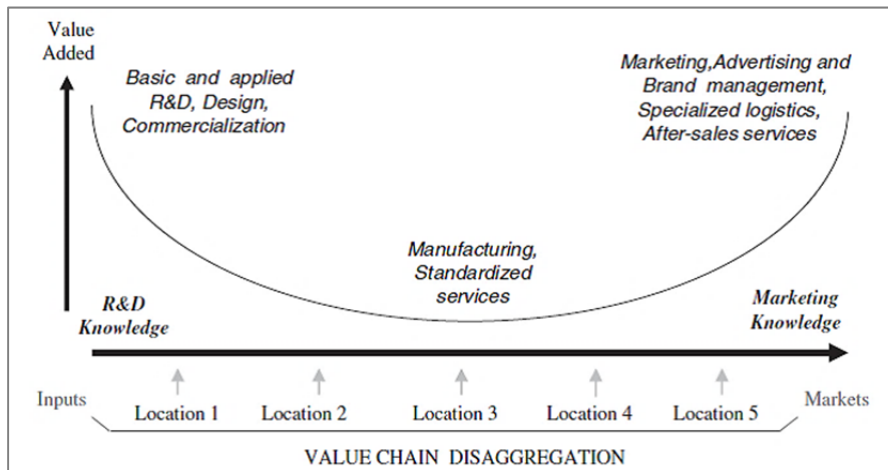 Value
Added
Basic and applied
R&D, Design,
Commercialization
Marketing,Advertising and
Brand management,
Specialized logistics,
After-sales services
Manufacturing,
Standardized
services
R&D
Knowledge
Marketing
Knowledge
Inputs
Location 1
Location 2
Location 3
Location 4
Location 5
Markets
VALUE CHAIN DISAGGREGATION